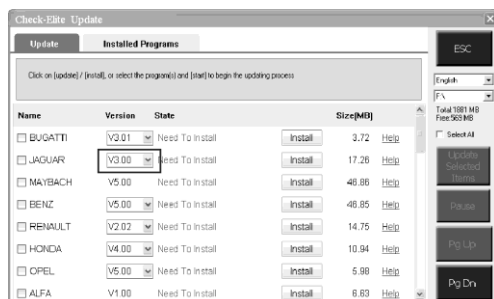 Check-Elite Update
Update Installed Programs
ESC
Click on [update] / [install], or select the program(s) and [start] to begin the updating process
English
F:\
Total:1881 MB
Free:563 MB
Select All
Name Version State Size[MB]
BUGATTI V3.01 Need To Install Install 3.72 Help
JAGUAR V3.00 Need To Install Install 17.26 Help
MAYBACH V5.00 Need To Install Install 46.86 Help
BENZ V5.00 Need To Install Install 46.85 Help
RENAULT V2.02 Need To Install Install 14.75 Help
HONDA V4.00 Need To Install Install 10.94 Help
OPEL V5.00 Need To Install Install 5.98 Help
ALFA V1.00 Need To Install Install 6.63 Help
Update
Selected
Items
Pause
Pg Up
Pg Dn